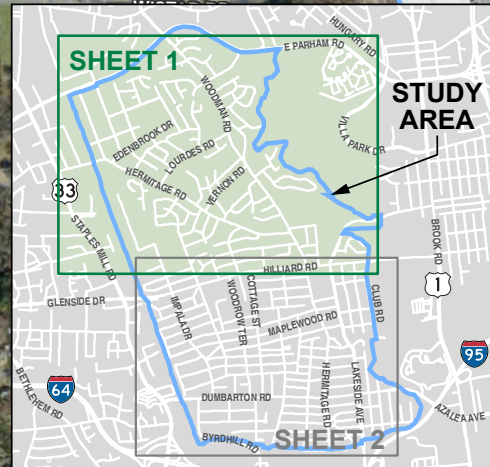 WISTAR RD
HUNGARY RD
E PARHAM RD
SHEET 1
WOODMAN RD
STUDY
AREA
VILLA PARK DR
EDENBROOK DR
LOURDES RD
HERMITAGE RD
VERNON RD
33
STAPLES MILL RD
BROOK RD
HILLIARD RD
1
GLENSIDE DR
IMPALA DR
WOODROW TER
COTTAGE ST
MAPLEWOOD RD
CLUB RD
95
64
BETHLEHEM RD
DUMBARTON RD
HERMITAGE RD
LAKESIDE AVE
AZALEA AVE
BYRDHILL RD
SHEET 2